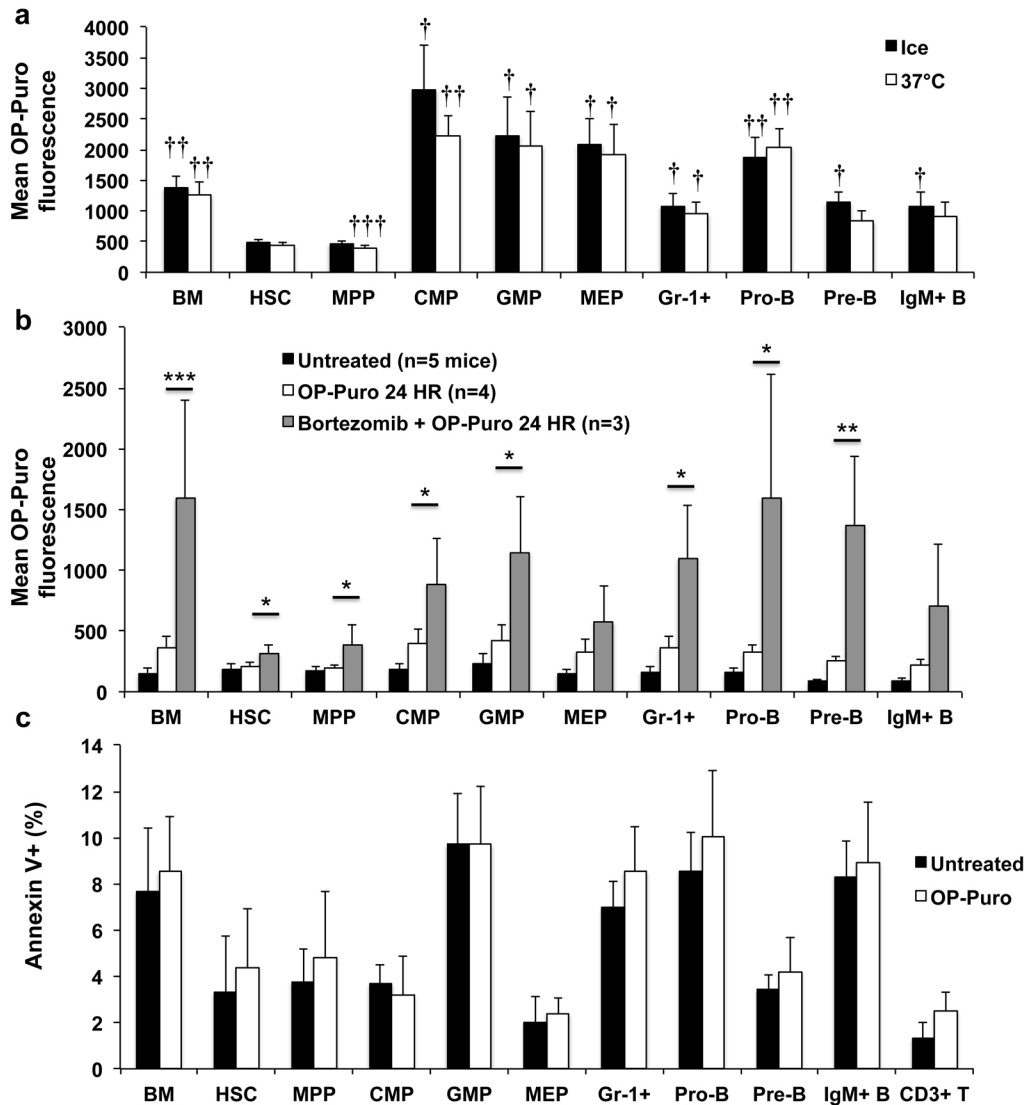 a
4000
3500
3000
2500
2000
1500
1000
500
0
Mean OP-Puro
fluorescence
Ice
37°C
†† †† ††† † †† † † † † † † †† †† † †
BM HSC MPP CMP GMP MEP Gr-1+ Pro-B Pre-B IgM+ B
b
3000
2500
2000
1500
1000
500
0
Mean OP-Puro
fluorescence
Untreated (n=5 mice)
OP-Puro 24 HR (n=4)
Bortezomib + OP-Puro 24 HR (n=3)
*** * * * * * * **
BM HSC MPP CMP GMP MEP Gr-1+ Pro-B Pre-B IgM+ B
c
14
12
10
8
6
4
2
0
Annexin V+ (%)
Untreated
OP-Puro
BM HSC MPP CMP GMP MEP Gr-1+ Pro-B Pre-B IgM+ B CD3+ T